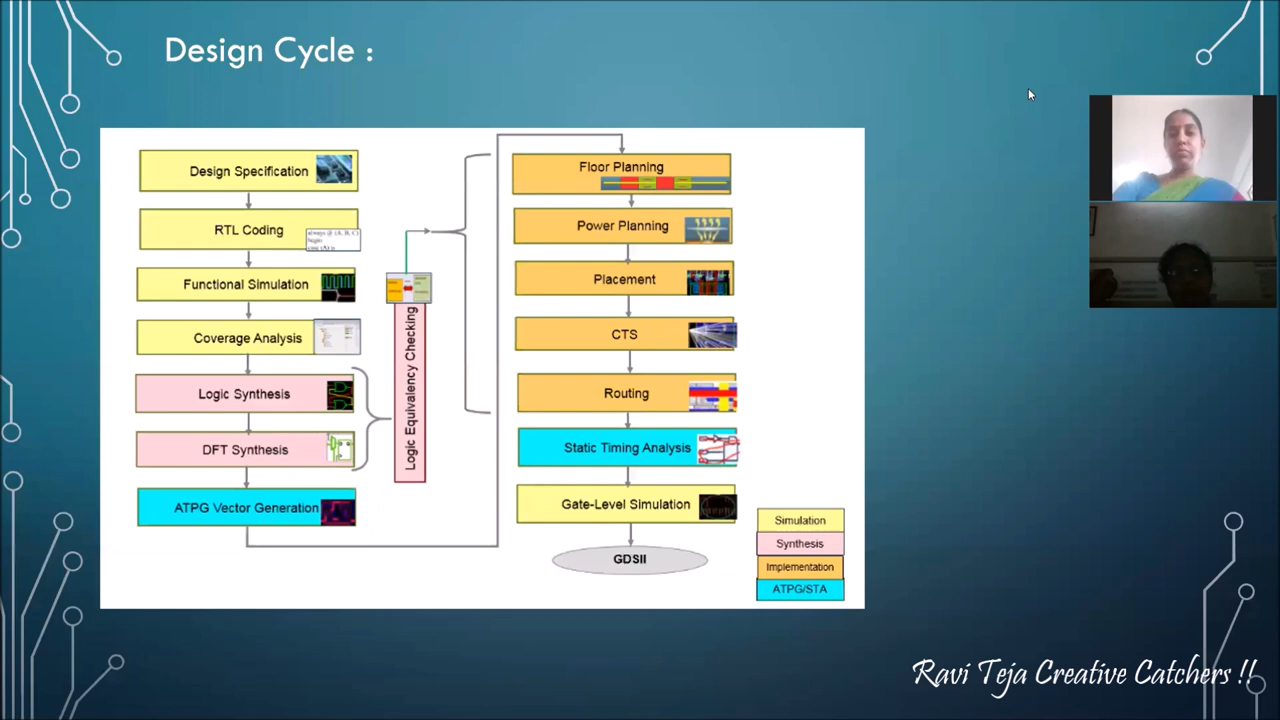 Design Cycle :
Design Specification
RTL Coding
always @ (A, B, C)
begin
Functional Simulation
Coverage Analysis
Logic Synthesis
DFT Synthesis
ATPG Vector Generation
Logic Equivalency Checking
Floor Planning
Power Planning
Placement
CTS
Routing
Static Timing Analysis
Gate-Level Simulation
GDSII
Simulation
Synthesis
Implementation
ATPG/STA
Ravi Teja Creative Catchers !!